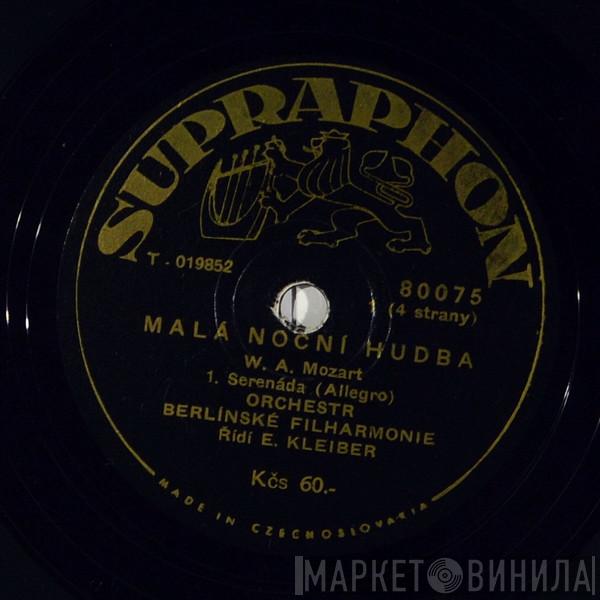 SUPRAPHON
T - 019852
80075
(4 strany)
MALÁ NOČNÍ HUDBA
W. A. Mozart
1. Serenáda (Allegro)
ORCHESTR
BERLÍNSKÉ FILHARMONIE
Řídí E. KLEIBER
Kčs 60.-
MADE IN CZECHOSLOVAKIA
МАРКЕТ ВИНИЛА